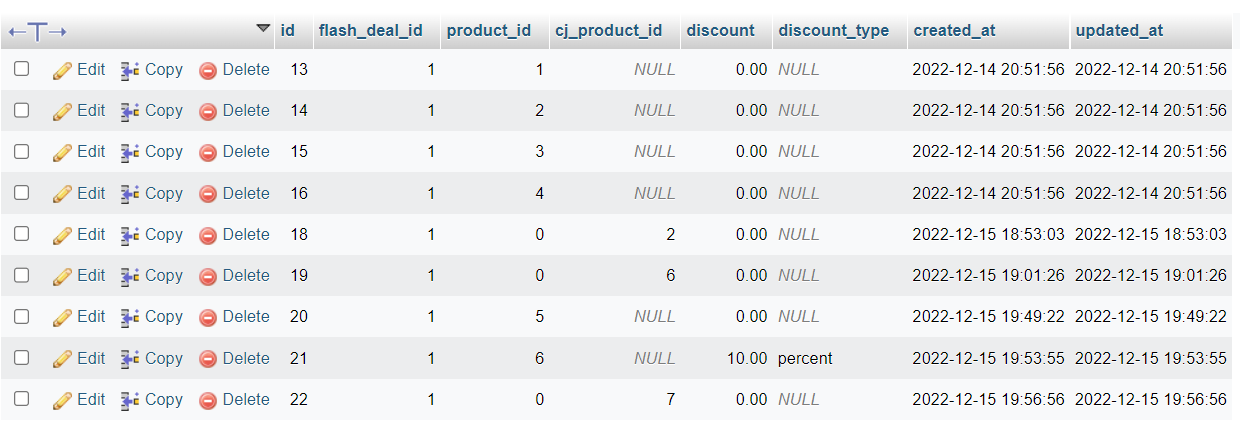 id flash_deal_id product_id cj_product_id discount discount_type created_at updated_at
Edit Copy Delete 13 1 1 NULL 0.00 NULL 2022-12-14 20:51:56 2022-12-14 20:51:56
Edit Copy Delete 14 1 2 NULL 0.00 NULL 2022-12-14 20:51:56 2022-12-14 20:51:56
Edit Copy Delete 15 1 3 NULL 0.00 NULL 2022-12-14 20:51:56 2022-12-14 20:51:56
Edit Copy Delete 16 1 4 NULL 0.00 NULL 2022-12-14 20:51:56 2022-12-14 20:51:56
Edit Copy Delete 18 1 0 2 0.00 NULL 2022-12-15 18:53:03 2022-12-15 18:53:03
Edit Copy Delete 19 1 0 6 0.00 NULL 2022-12-15 19:01:26 2022-12-15 19:01:26
Edit Copy Delete 20 1 5 NULL 0.00 NULL 2022-12-15 19:49:22 2022-12-15 19:49:22
Edit Copy Delete 21 1 6 NULL 10.00 percent 2022-12-15 19:53:55 2022-12-15 19:53:55
Edit Copy Delete 22 1 0 7 0.00 NULL 2022-12-15 19:56:56 2022-12-15 19:56:56